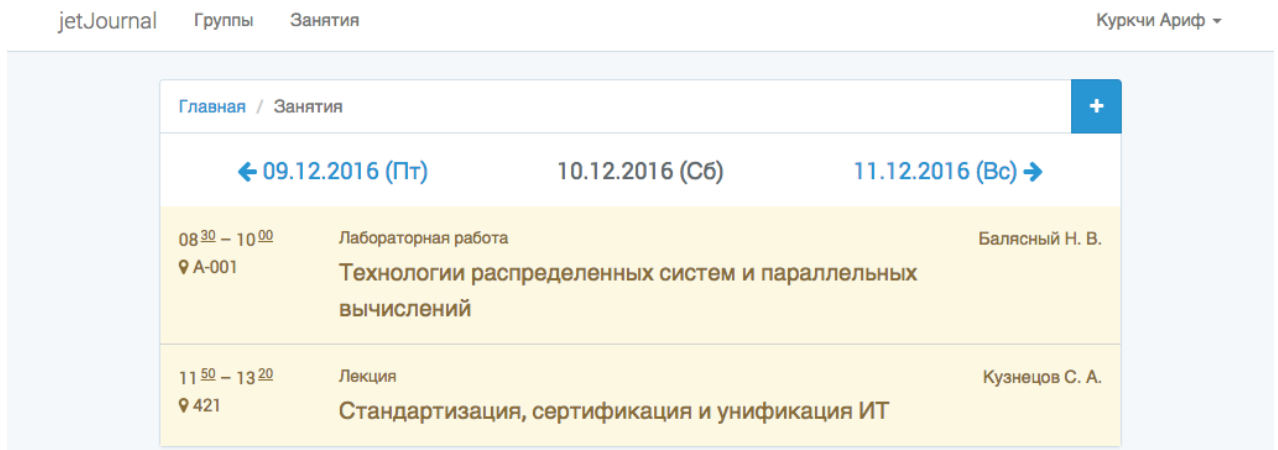 jetJournal Группы Занятия Куркчи Ариф
Главная / Занятия +
09.12.2016 (Пт) 10.12.2016 (Сб) 11.12.2016 (Вс)
08 30 – 10 00 Лабораторная работа Балясный Н. В.
А-001 Технологии распределенных систем и параллельных
вычислений
11 50 – 13 20 Лекция Кузнецов С. А.
421 Стандартизация, сертификация и унификация ИТ